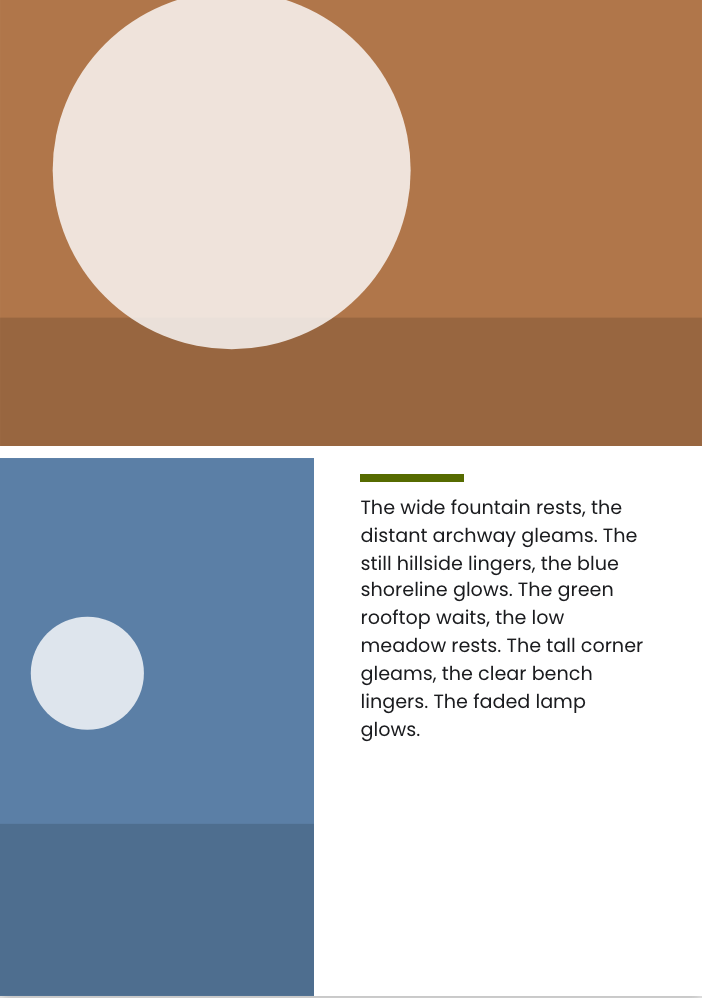 The wide fountain rests, the
distant archway gleams. The
still hillside lingers, the blue
shoreline glows. The green
rooftop waits, the low
meadow rests. The tall corner
gleams, the clear bench
lingers. The faded lamp
glows.